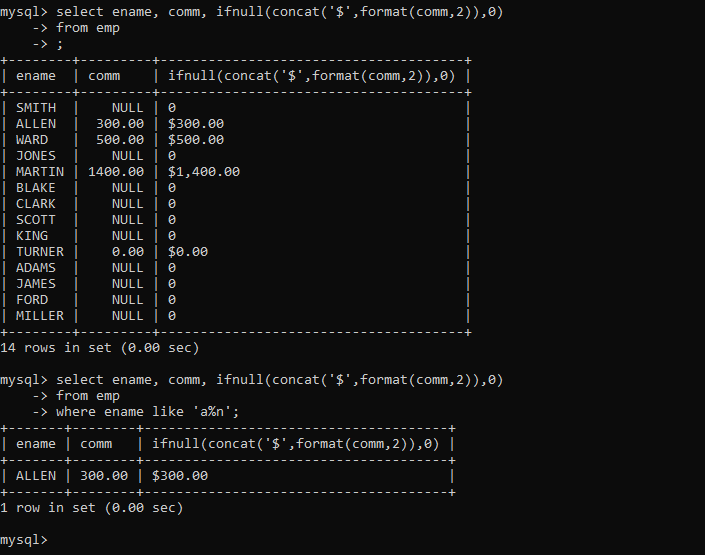 mysql> select ename, comm, ifnull(concat('$',format(comm,2)),0)
    -> from emp
    -> ;
+--------+---------+--------------------------------------+
| ename  | comm    | ifnull(concat('$',format(comm,2)),0) |
+--------+---------+--------------------------------------+
| SMITH  |    NULL | 0                                    |
| ALLEN  |  300.00 | $300.00                              |
| WARD   |  500.00 | $500.00                              |
| JONES  |    NULL | 0                                    |
| MARTIN | 1400.00 | $1,400.00                            |
| BLAKE  |    NULL | 0                                    |
| CLARK  |    NULL | 0                                    |
| SCOTT  |    NULL | 0                                    |
| KING   |    NULL | 0                                    |
| TURNER |    0.00 | $0.00                                |
| ADAMS  |    NULL | 0                                    |
| JAMES  |    NULL | 0                                    |
| FORD   |    NULL | 0                                    |
| MILLER |    NULL | 0                                    |
+--------+---------+--------------------------------------+
14 rows in set (0.00 sec)

mysql> select ename, comm, ifnull(concat('$',format(comm,2)),0)
    -> from emp
    -> where ename like 'a%n';
+-------+--------+--------------------------------------+
| ename | comm   | ifnull(concat('$',format(comm,2)),0) |
+-------+--------+--------------------------------------+
| ALLEN | 300.00 | $300.00                              |
+-------+--------+--------------------------------------+
1 row in set (0.00 sec)

mysql>